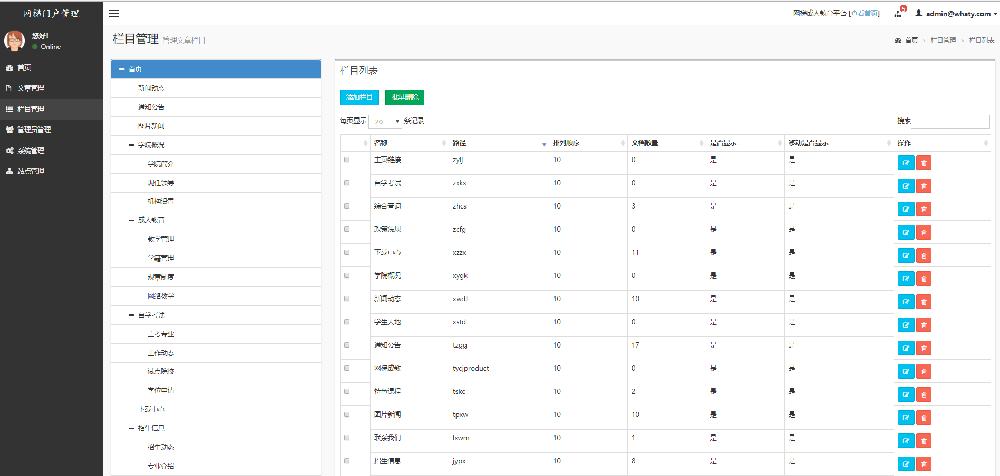 网梯门户管理
网梯成人教育平台 [查看首页]
5
admin@whaty.com
您好!
Online
首页
文章管理
栏目管理
管理员管理
系统管理
站点管理
栏目管理 管理文章栏目
首页 > 栏目管理 > 栏目列表
首页
新闻动态
通知公告
图片新闻
学院概况
学院简介
现任领导
机构设置
成人教育
教学管理
学籍管理
规章制度
网络教学
自学考试
主考专业
工作动态
试点院校
学位申请
下载中心
招生信息
招生动态
专业介绍
栏目列表
添加栏目 批量删除
每页显示 20 条记录 搜索
名称 路径 排列顺序 文档数量 是否显示 移动是否显示 操作
主页链接 zylj 10 0 是 是
自学考试 zxks 10 0 是 是
综合查询 zhcs 10 3 是 是
政策法规 zcfg 10 0 是 是
下载中心 xzzx 10 11 是 是
学院概况 xygk 10 0 是 是
新闻动态 xwdt 10 10 是 是
学生天地 xstd 10 0 是 是
通知公告 tzgg 10 17 是 是
网梯成教 tycjproduct 10 0 是 是
特色课程 tskc 10 2 是 是
图片新闻 tpxw 10 10 是 是
联系我们 lxwm 10 1 是 是
招生信息 jypx 10 8 是 是